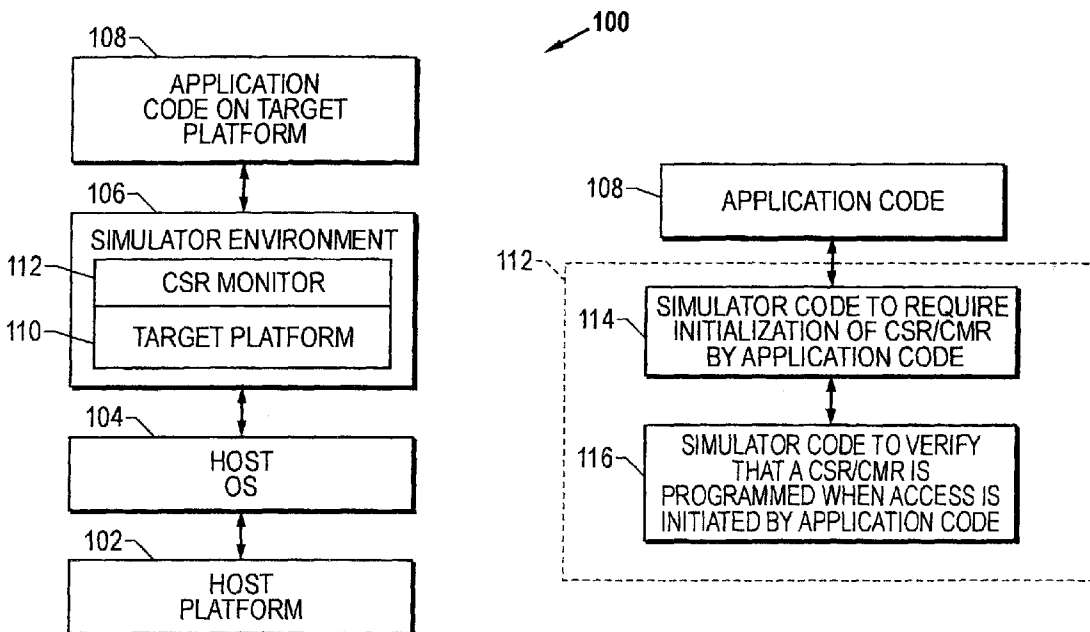 100
108
APPLICATION
CODE ON TARGET
PLATFORM
106
SIMULATOR ENVIRONMENT
112
CSR MONITOR
110
TARGET PLATFORM
104
HOST
OS
102
HOST
PLATFORM
108
APPLICATION CODE
112
114
SIMULATOR CODE TO REQUIRE
INITIALIZATION OF CSR/CMR
BY APPLICATION CODE
116
SIMULATOR CODE TO VERIFY
THAT A CSR/CMR IS
PROGRAMMED WHEN ACCESS IS
INITIATED BY APPLICATION CODE